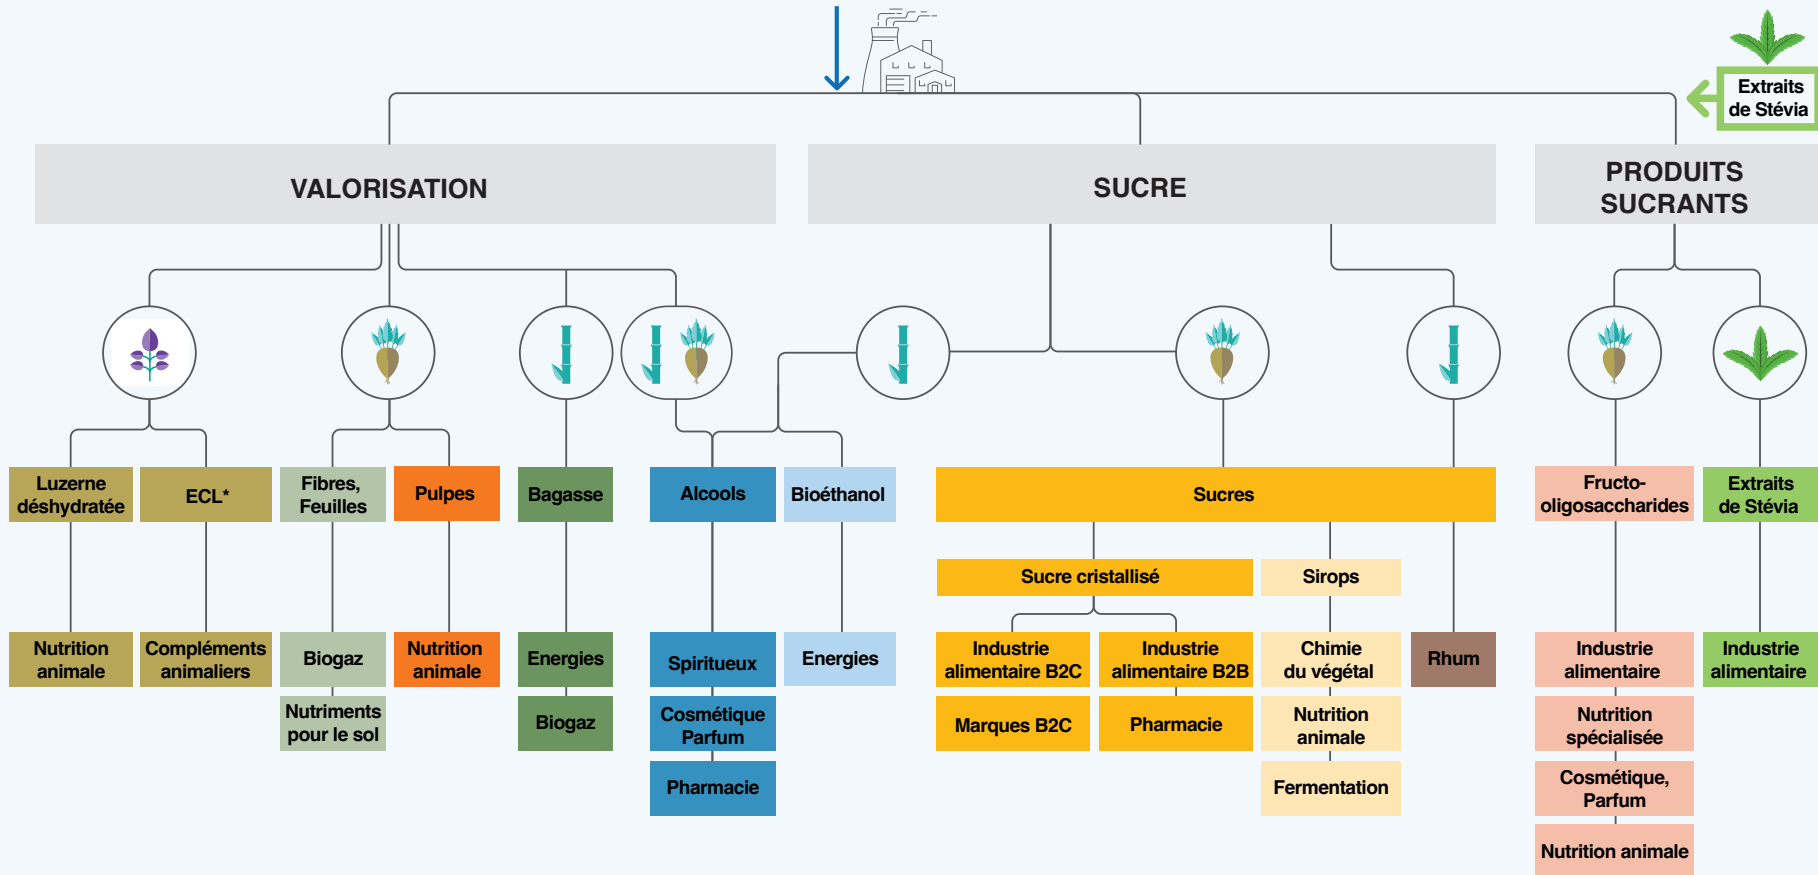 Extraits
de Stévia
VALORISATION
SUCRE
PRODUITS
SUCRANTS
Luzerne
déshydratée
ECL*
Fibres,
Feuilles
Pulpes
Bagasse
Alcools
Bioéthanol
Sucres
Fructo-
oligosaccharides
Extraits
de Stévia
Sucre cristallisé
Sirops
Nutrition
animale
Compléments
animaliers
Biogaz
Nutrition
animale
Energies
Spiritueux
Energies
Industrie
alimentaire B2C
Industrie
alimentaire B2B
Chimie
du végétal
Rhum
Industrie
alimentaire
Industrie
alimentaire
Nutriments
pour le sol
Biogaz
Cosmétique
Parfum
Marques B2C
Pharmacie
Nutrition
animale
Nutrition
spécialisée
Pharmacie
Fermentation
Cosmétique,
Parfum
Nutrition animale